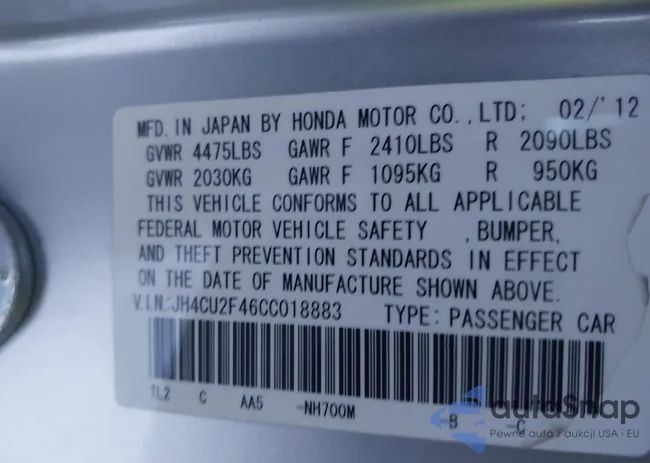 MFD. IN JAPAN BY HONDA MOTOR CO.,LTD; 02/'12
GVWR 4475LBS GAWR F 2410LBS R 2090LBS
GVWR 2030KG GAWR F 1095KG R 950KG
THIS VEHICLE CONFORMS TO ALL APPLICABLE
FEDERAL MOTOR VEHICLE SAFETY ,BUMPER,
AND THEFT PREVENTION STANDARDS IN EFFECT
ON THE DATE OF MANUFACTURE SHOWN ABOVE.
V.I.N.:JH4CU2F46CC018883 TYPE: PASSENGER CAR
TL2 C AA5 -NH700M -B -C
autoSnap
Pewne auta z aukcji USA i EU